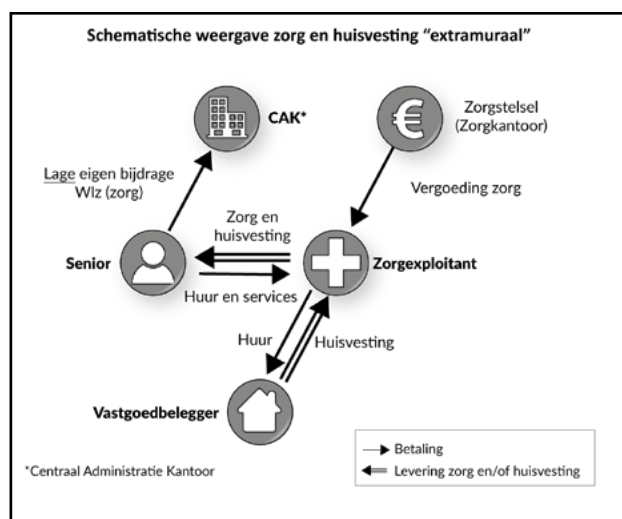 Schematische weergave zorg en huisvesting “extramuraal”
CAK*
Zorgstelsel
(Zorgkantoor)
Lage eigen bijdrage
Wlz (zorg)
Vergoeding zorg
Zorg en
huisvesting
Senior
Zorgexploitant
Huur en services
Huur
Huisvesting
Vastgoedbelegger
Betaling
Levering zorg en/of huisvesting
*Centraal Administratie Kantoor